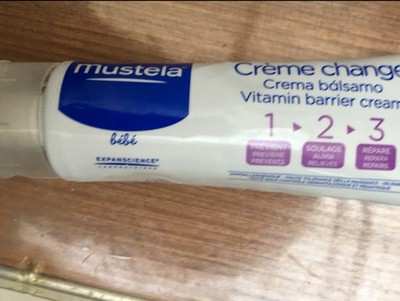 mustela
bébé
EXPANSCIENCE
LABORATOIRES
Crème change
Crema bálsamo
Vitamin barrier cream
1 2 3
PRÉVIENT SOULAGE RÉPARE
PREVIENE ALIVIA REPARA
PREVENTS RELIEVES REPAIRS